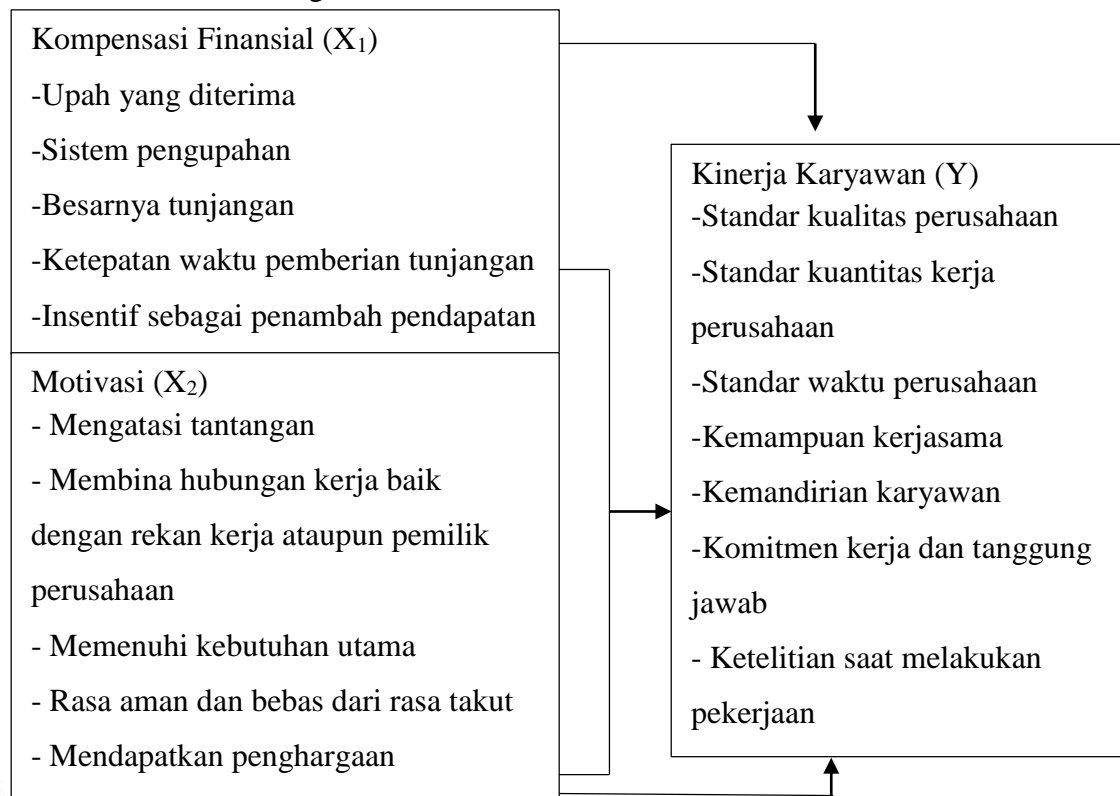 Kompensasi Finansial (X₁)
-Upah yang diterima
-Sistem pengupahan
-Besarnya tunjangan
-Ketepatan waktu pemberian tunjangan
-Insentif sebagai penambah pendapatan
Motivasi (X₂)
- Mengatasi tantangan
- Membina hubungan kerja baik
dengan rekan kerja ataupun pemilik
perusahaan
- Memenuhi kebutuhan utama
- Rasa aman dan bebas dari rasa takut
- Mendapatkan penghargaan
Kinerja Karyawan (Y)
-Standar kualitas perusahaan
-Standar kuantitas kerja
perusahaan
-Standar waktu perusahaan
-Kemampuan kerjasama
-Kemandirian karyawan
-Komitmen kerja dan tanggung
jawab
- Ketelitian saat melakukan
pekerjaan